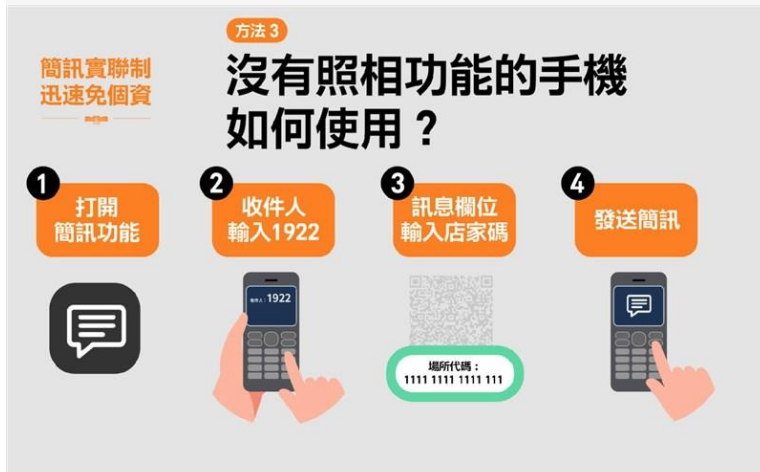 方法 3
簡訊實聯制
迅速免個資
沒有照相功能的手機
如何使用？
1
打開
簡訊功能
2
收件人
輸入1922
3
訊息欄位
輸入店家碼
4
發送簡訊
收件人：1922
場所代碼：
1111 1111 1111 111